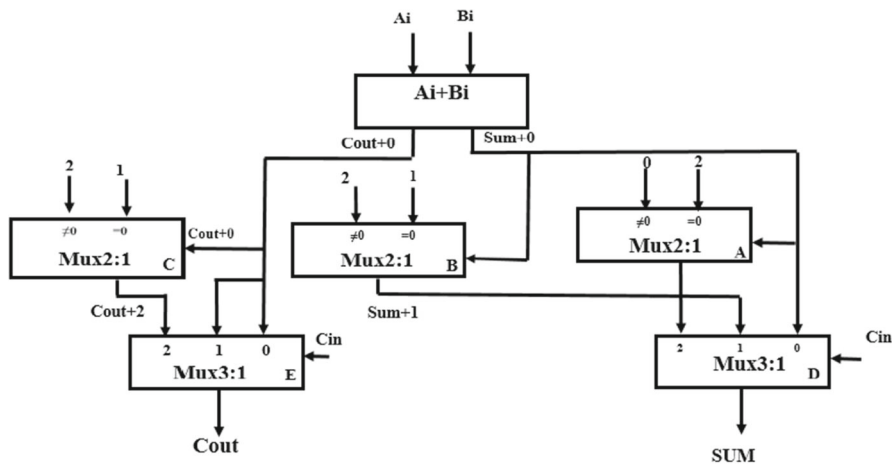 Ai Bi
Ai+Bi
Cout+0 Sum+0
2 1
2 1
0 2
≠0 =0
Mux2:1 C
Cout+0
≠0 =0
Mux2:1 B
≠0 =0
Mux2:1 A
Cout+2
Sum+1
2 1 0
Mux3:1 E
Cin
2 1 0
Mux3:1 D
Cin
Cout
SUM